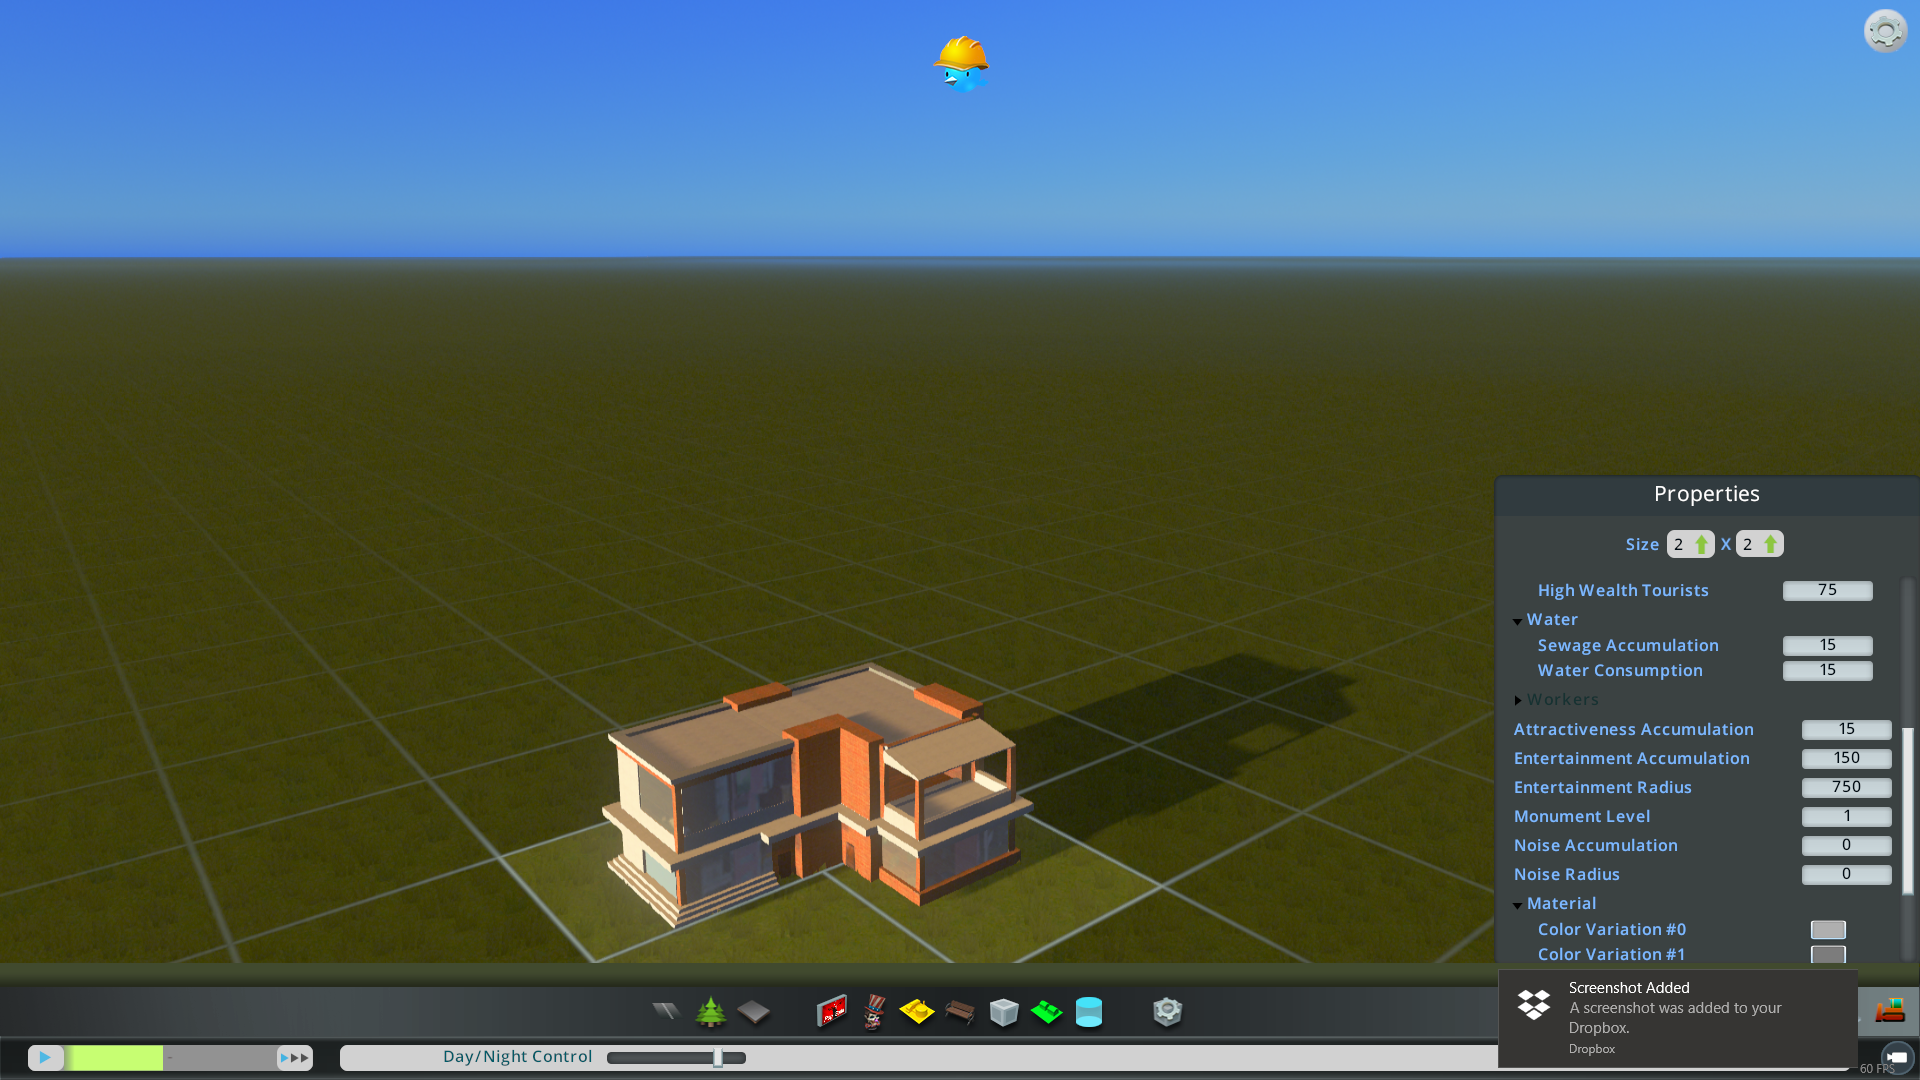 Properties
Size 2 X 2
High Wealth Tourists 75
Water
Sewage Accumulation 15
Water Consumption 15
Workers
Attractiveness Accumulation 15
Entertainment Accumulation 150
Entertainment Radius 750
Monument Level 1
Noise Accumulation 0
Noise Radius 0
Material
Color Variation #0
Color Variation #1
Screenshot Added
A screenshot was added to your
Dropbox.
Dropbox
-
Day/Night Control
60 FPS